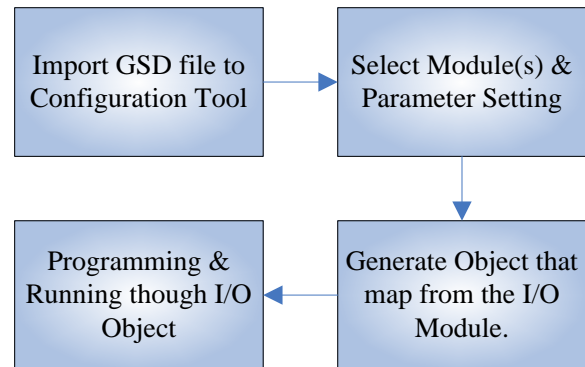 Import GSD file to
Configuration Tool
Select Module(s) &
Parameter Setting
Generate Object that
map from the I/O
Module.
Programming &
Running though I/O
Object